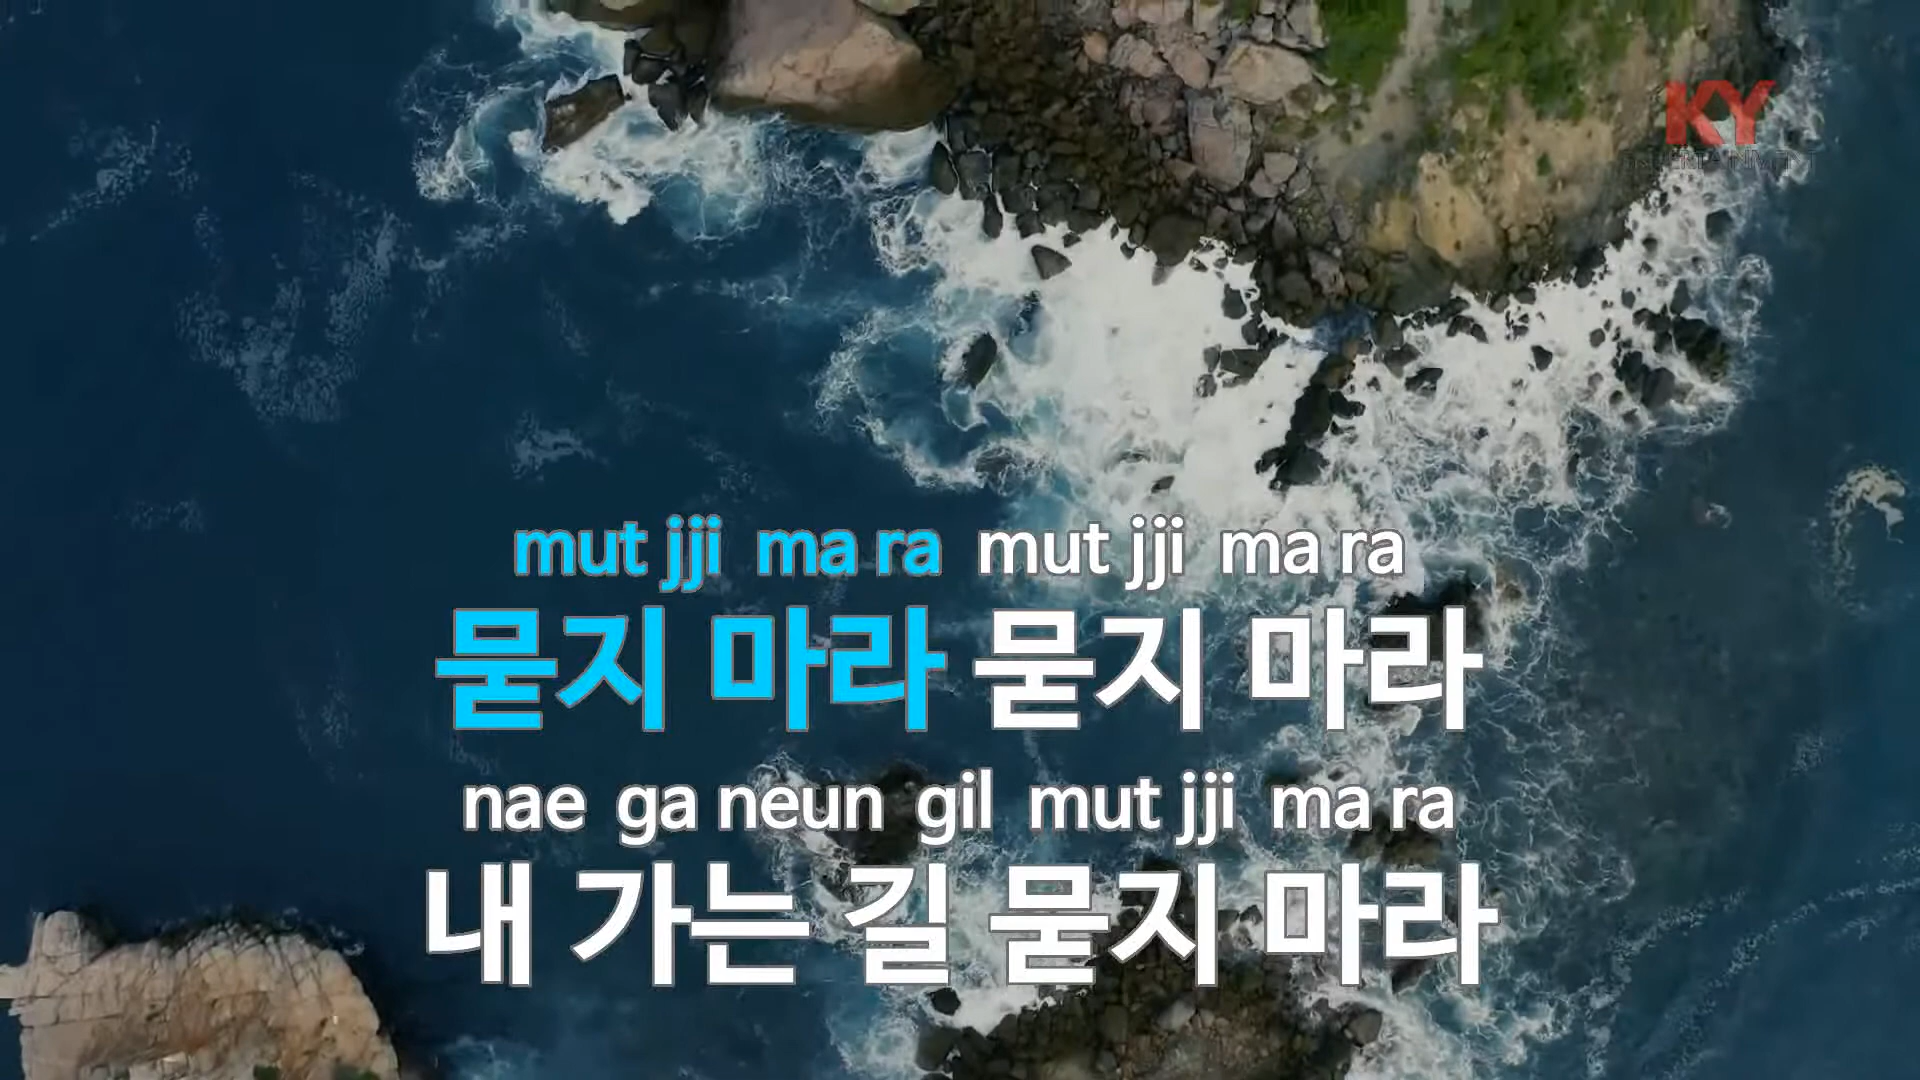 KY
ENTERTAINMENT
mut jji ma ra mut jji ma ra
묻지 마라 묻지 마라
nae ga neun gil mut jji ma ra
내 가는 길 묻지 마라